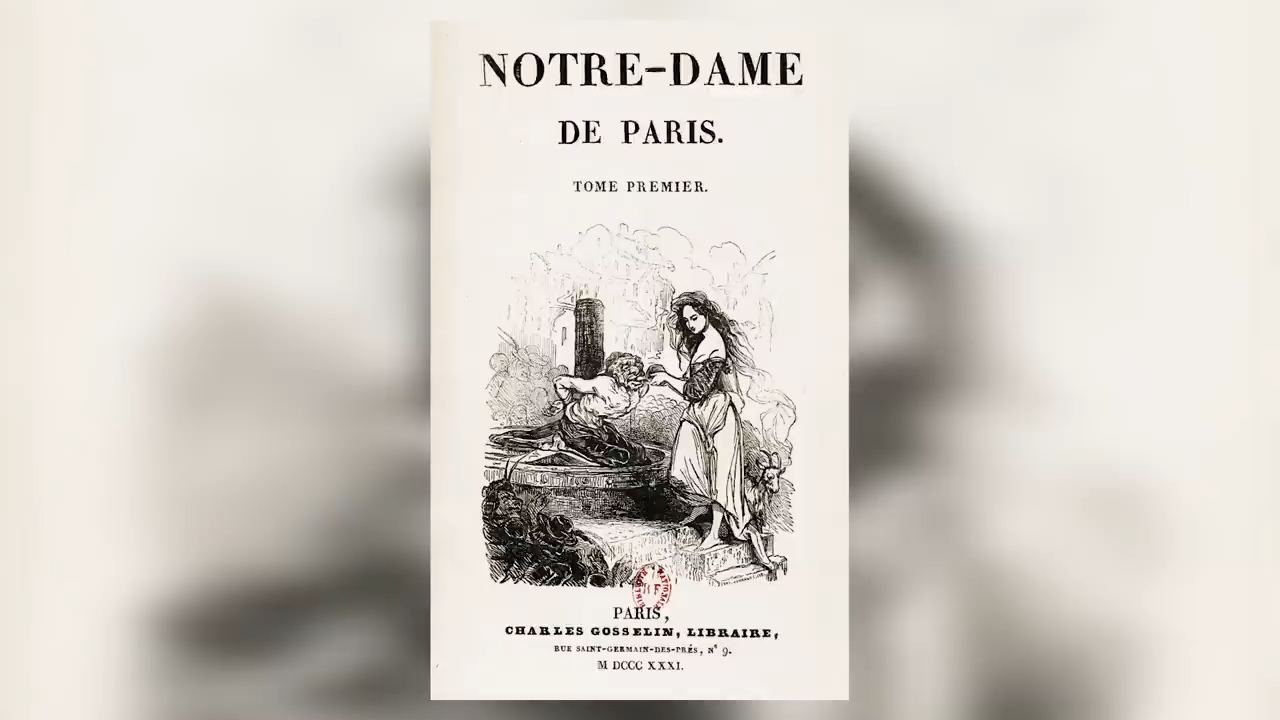 NOTRE-DAME
DE PARIS.
TOME PREMIER.
PARIS,
CHARLES GOSSELIN, LIBRAIRE,
RUE SAINT-GERMAIN-DES-PRÉS, N° 9.
M DCCC XXXI.